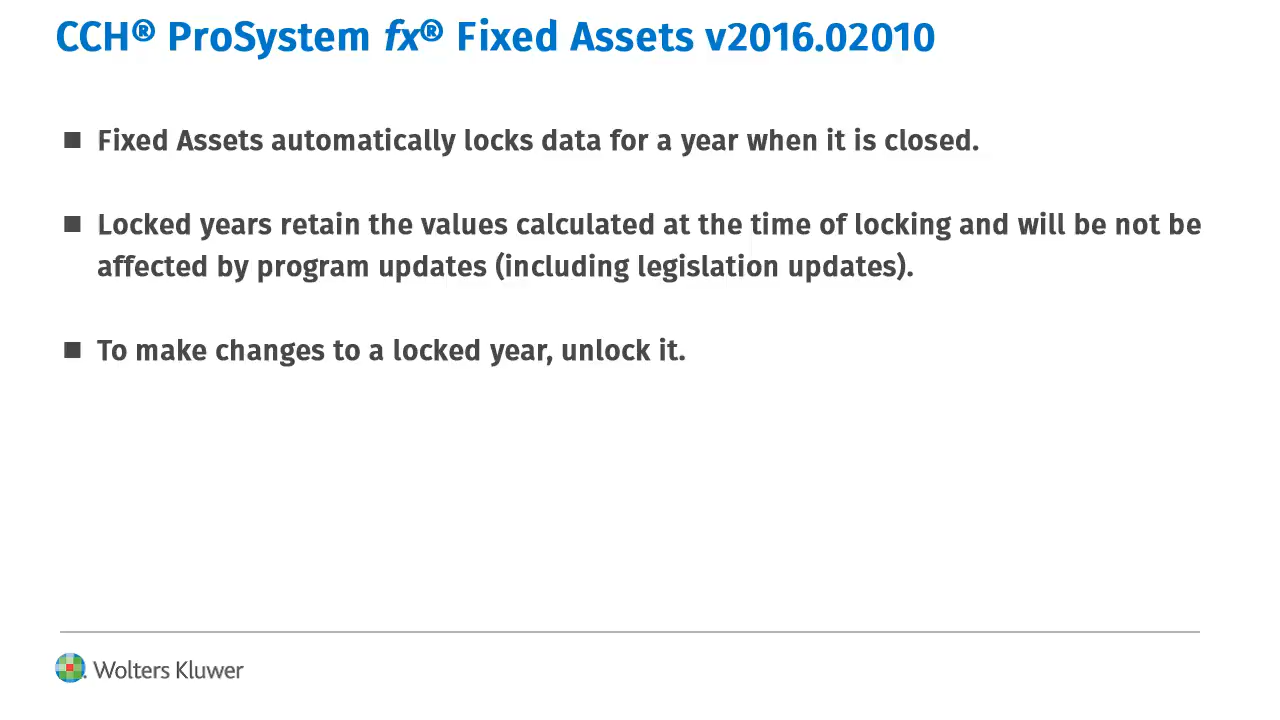 CCH® ProSystem fx® Fixed Assets v2016.02010
■ Fixed Assets automatically locks data for a year when it is closed.
■ Locked years retain the values calculated at the time of locking and will be not be
affected by program updates (including legislation updates).
■ To make changes to a locked year, unlock it.
Wolters Kluwer